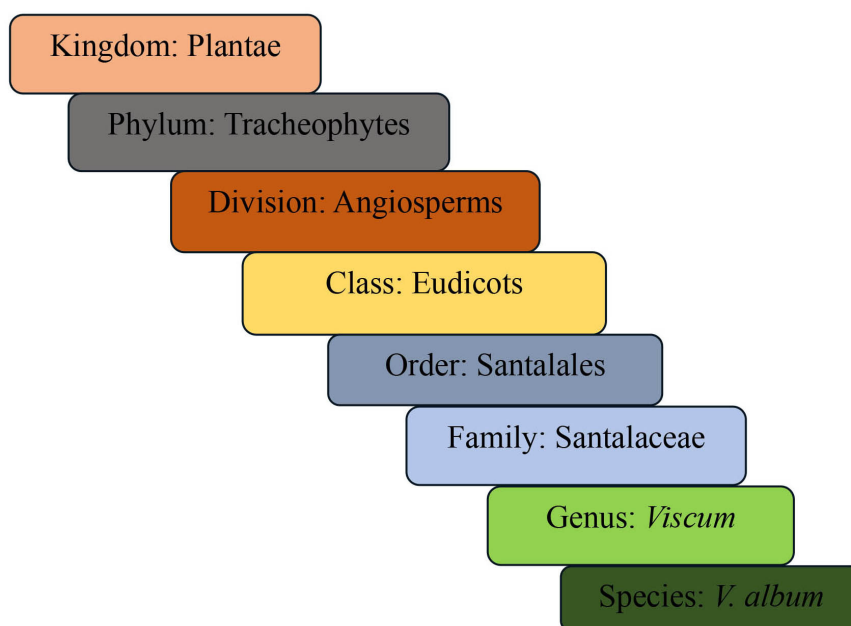 Kingdom: Plantae
Phylum: Tracheophytes
Division: Angiosperms
Class: Eudicots
Order: Santalales
Family: Santalaceae
Genus: Viscum
Species: V. album